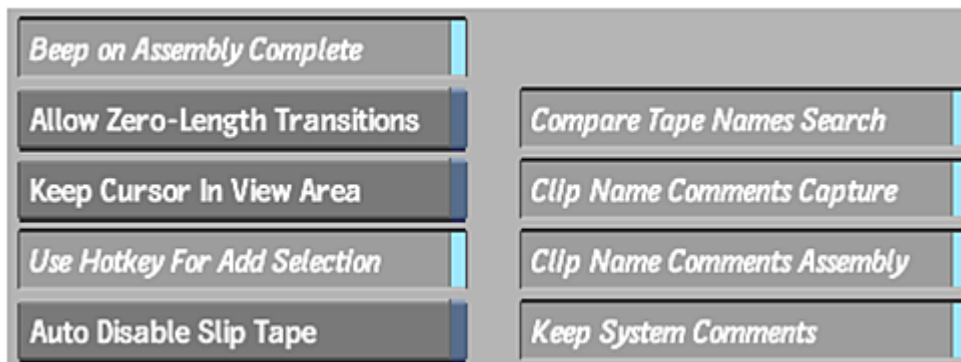 Beep on Assembly Complete
Allow Zero-Length Transitions
Keep Cursor In View Area
Use Hotkey For Add Selection
Auto Disable Slip Tape
Compare Tape Names Search
Clip Name Comments Capture
Clip Name Comments Assembly
Keep System Comments